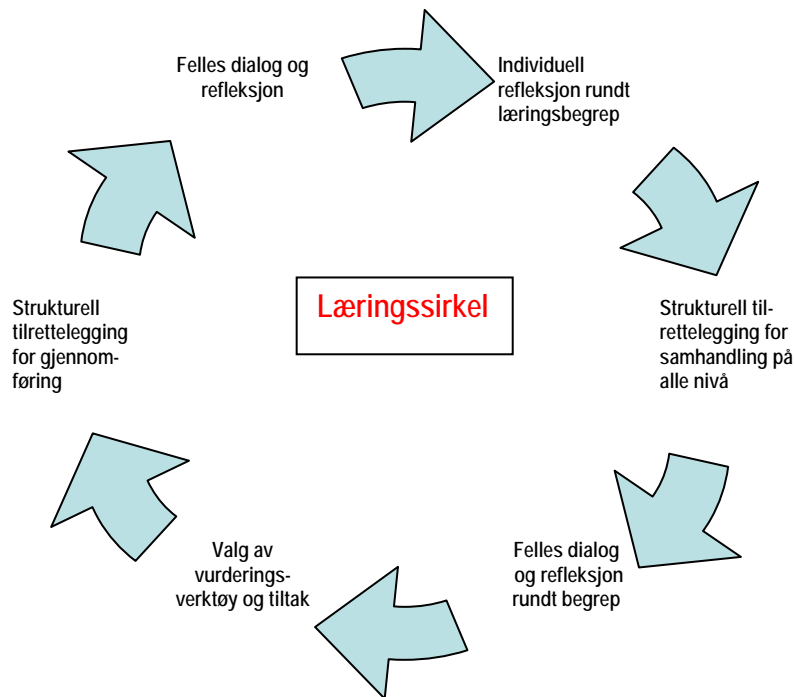 Felles dialog og
refleksjon
Individuell
refleksjon rundt
læringsbegrep
Læringssirkel
Strukturell
tilrettelegging
for gjennom-
føring
Strukturell til-
rettelegging for
samhandling på
alle nivå
Felles dialog
og refleksjon
rundt begrep
Valg av
vurderings-
verktøy og tiltak